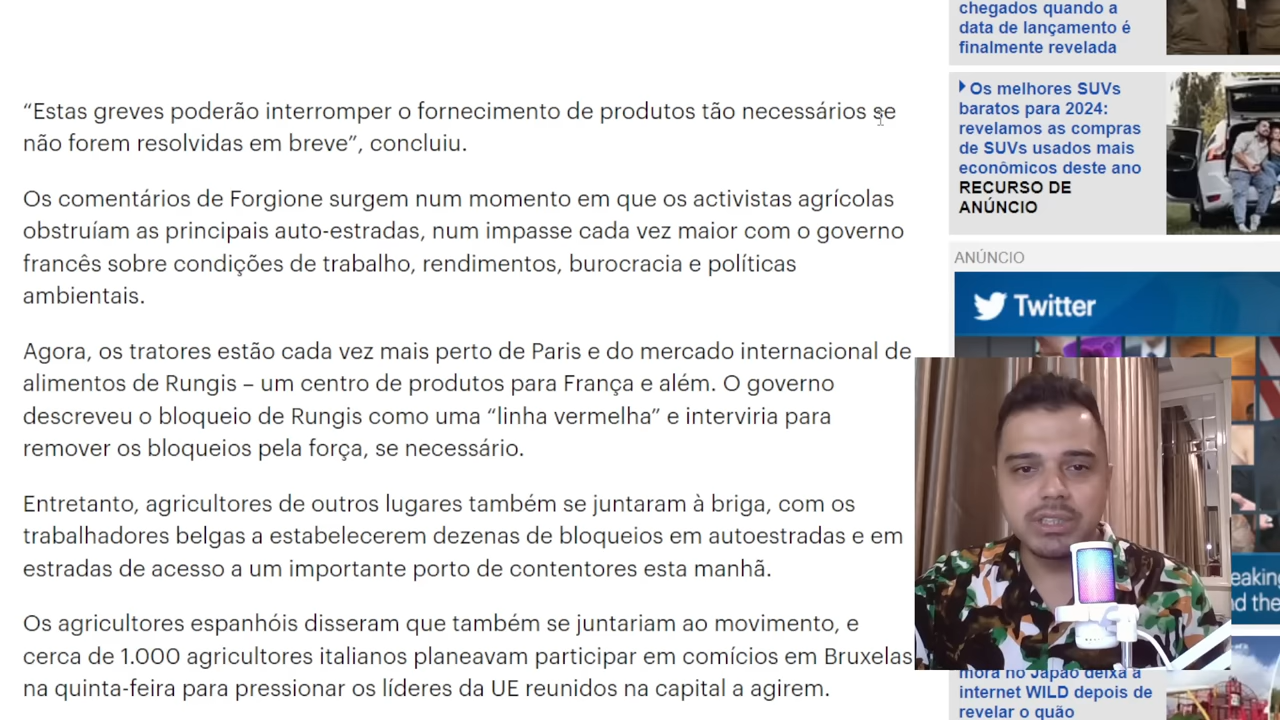 “Estas greves poderão interromper o fornecimento de produtos tão necessários se
não forem resolvidas em breve”, concluiu.
Os comentários de Forgione surgem num momento em que os activistas agrícolas
obstruíam as principais auto-estradas, num impasse cada vez maior com o governo
francês sobre condições de trabalho, rendimentos, burocracia e políticas
ambientais.
Agora, os tratores estão cada vez mais perto de Paris e do mercado internacional de
alimentos de Rungis – um centro de produtos para França e além. O governo
descreveu o bloqueio de Rungis como uma “linha vermelha” e interviria para
remover os bloqueios pela força, se necessário.
Entretanto, agricultores de outros lugares também se juntaram à briga, com os
trabalhadores belgas a estabelecerem dezenas de bloqueios em autoestradas e em
estradas de acesso a um importante porto de contentores esta manhã.
Os agricultores espanhóis disseram que também se juntariam ao movimento, e
cerca de 1.000 agricultores italianos planeavam participar em comícios em Bruxelas
na quinta-feira para pressionar os líderes da UE reunidos na capital a agirem.
chegados quando a
data de lançamento é
finalmente revelada
Os melhores SUVs
baratos para 2024:
revelamos as compras
de SUVs usados mais
econômicos deste ano
RECURSO DE
ANÚNCIO
ANÚNCIO
Twitter
eaking
d the
mora no Japão deixa a
internet WILD depois de
revelar o quão